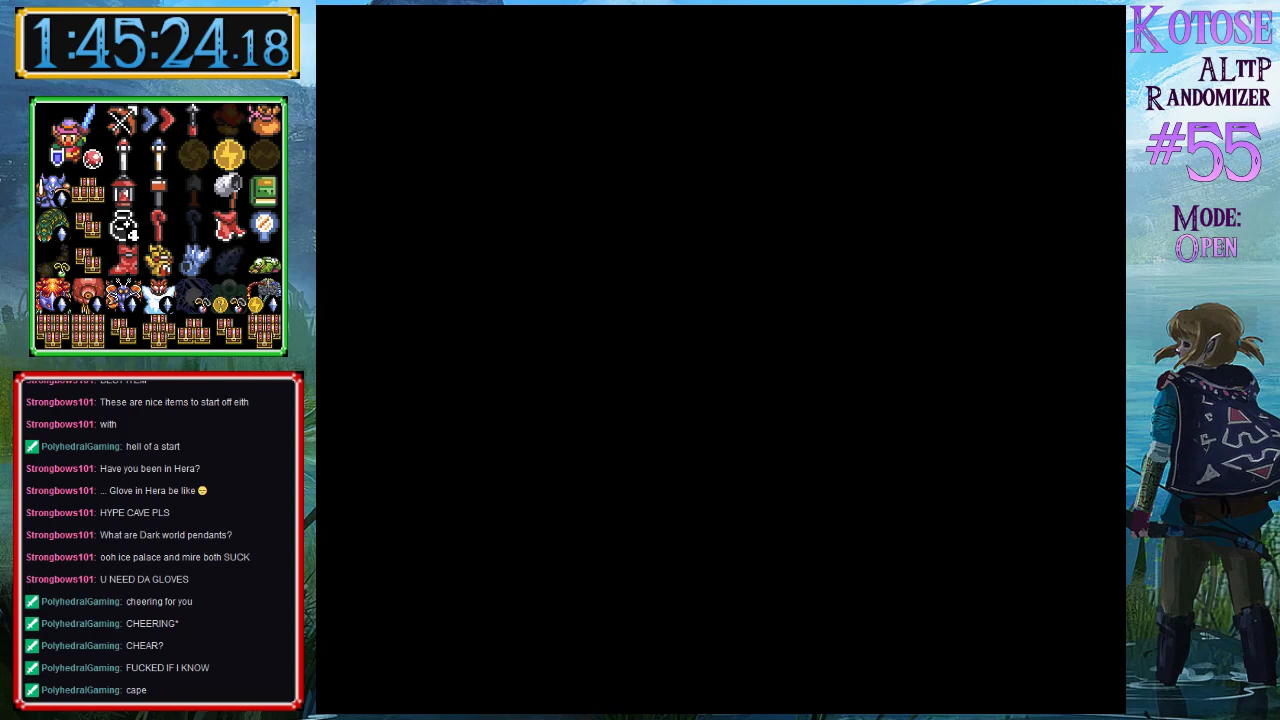 1:45:24.18
KOTOSE
ALTTP
RANDOMIZER
#55
MODE:
OPEN
4
Strongbows101: These are nice items to start off eith
Strongbows101: with
PolyhedralGaming: hell of a start
Strongbows101: Have you been in Hera?
Strongbows101: ... Glove in Hera be like 😑
Strongbows101: HYPE CAVE PLS
Strongbows101: What are Dark world pendants?
Strongbows101: ooh ice palace and mire both SUCK
Strongbows101: U NEED DA GLOVES
PolyhedralGaming: cheering for you
PolyhedralGaming: CHEERING*
PolyhedralGaming: CHEAR?
PolyhedralGaming: FUCKED IF I KNOW
PolyhedralGaming: cape